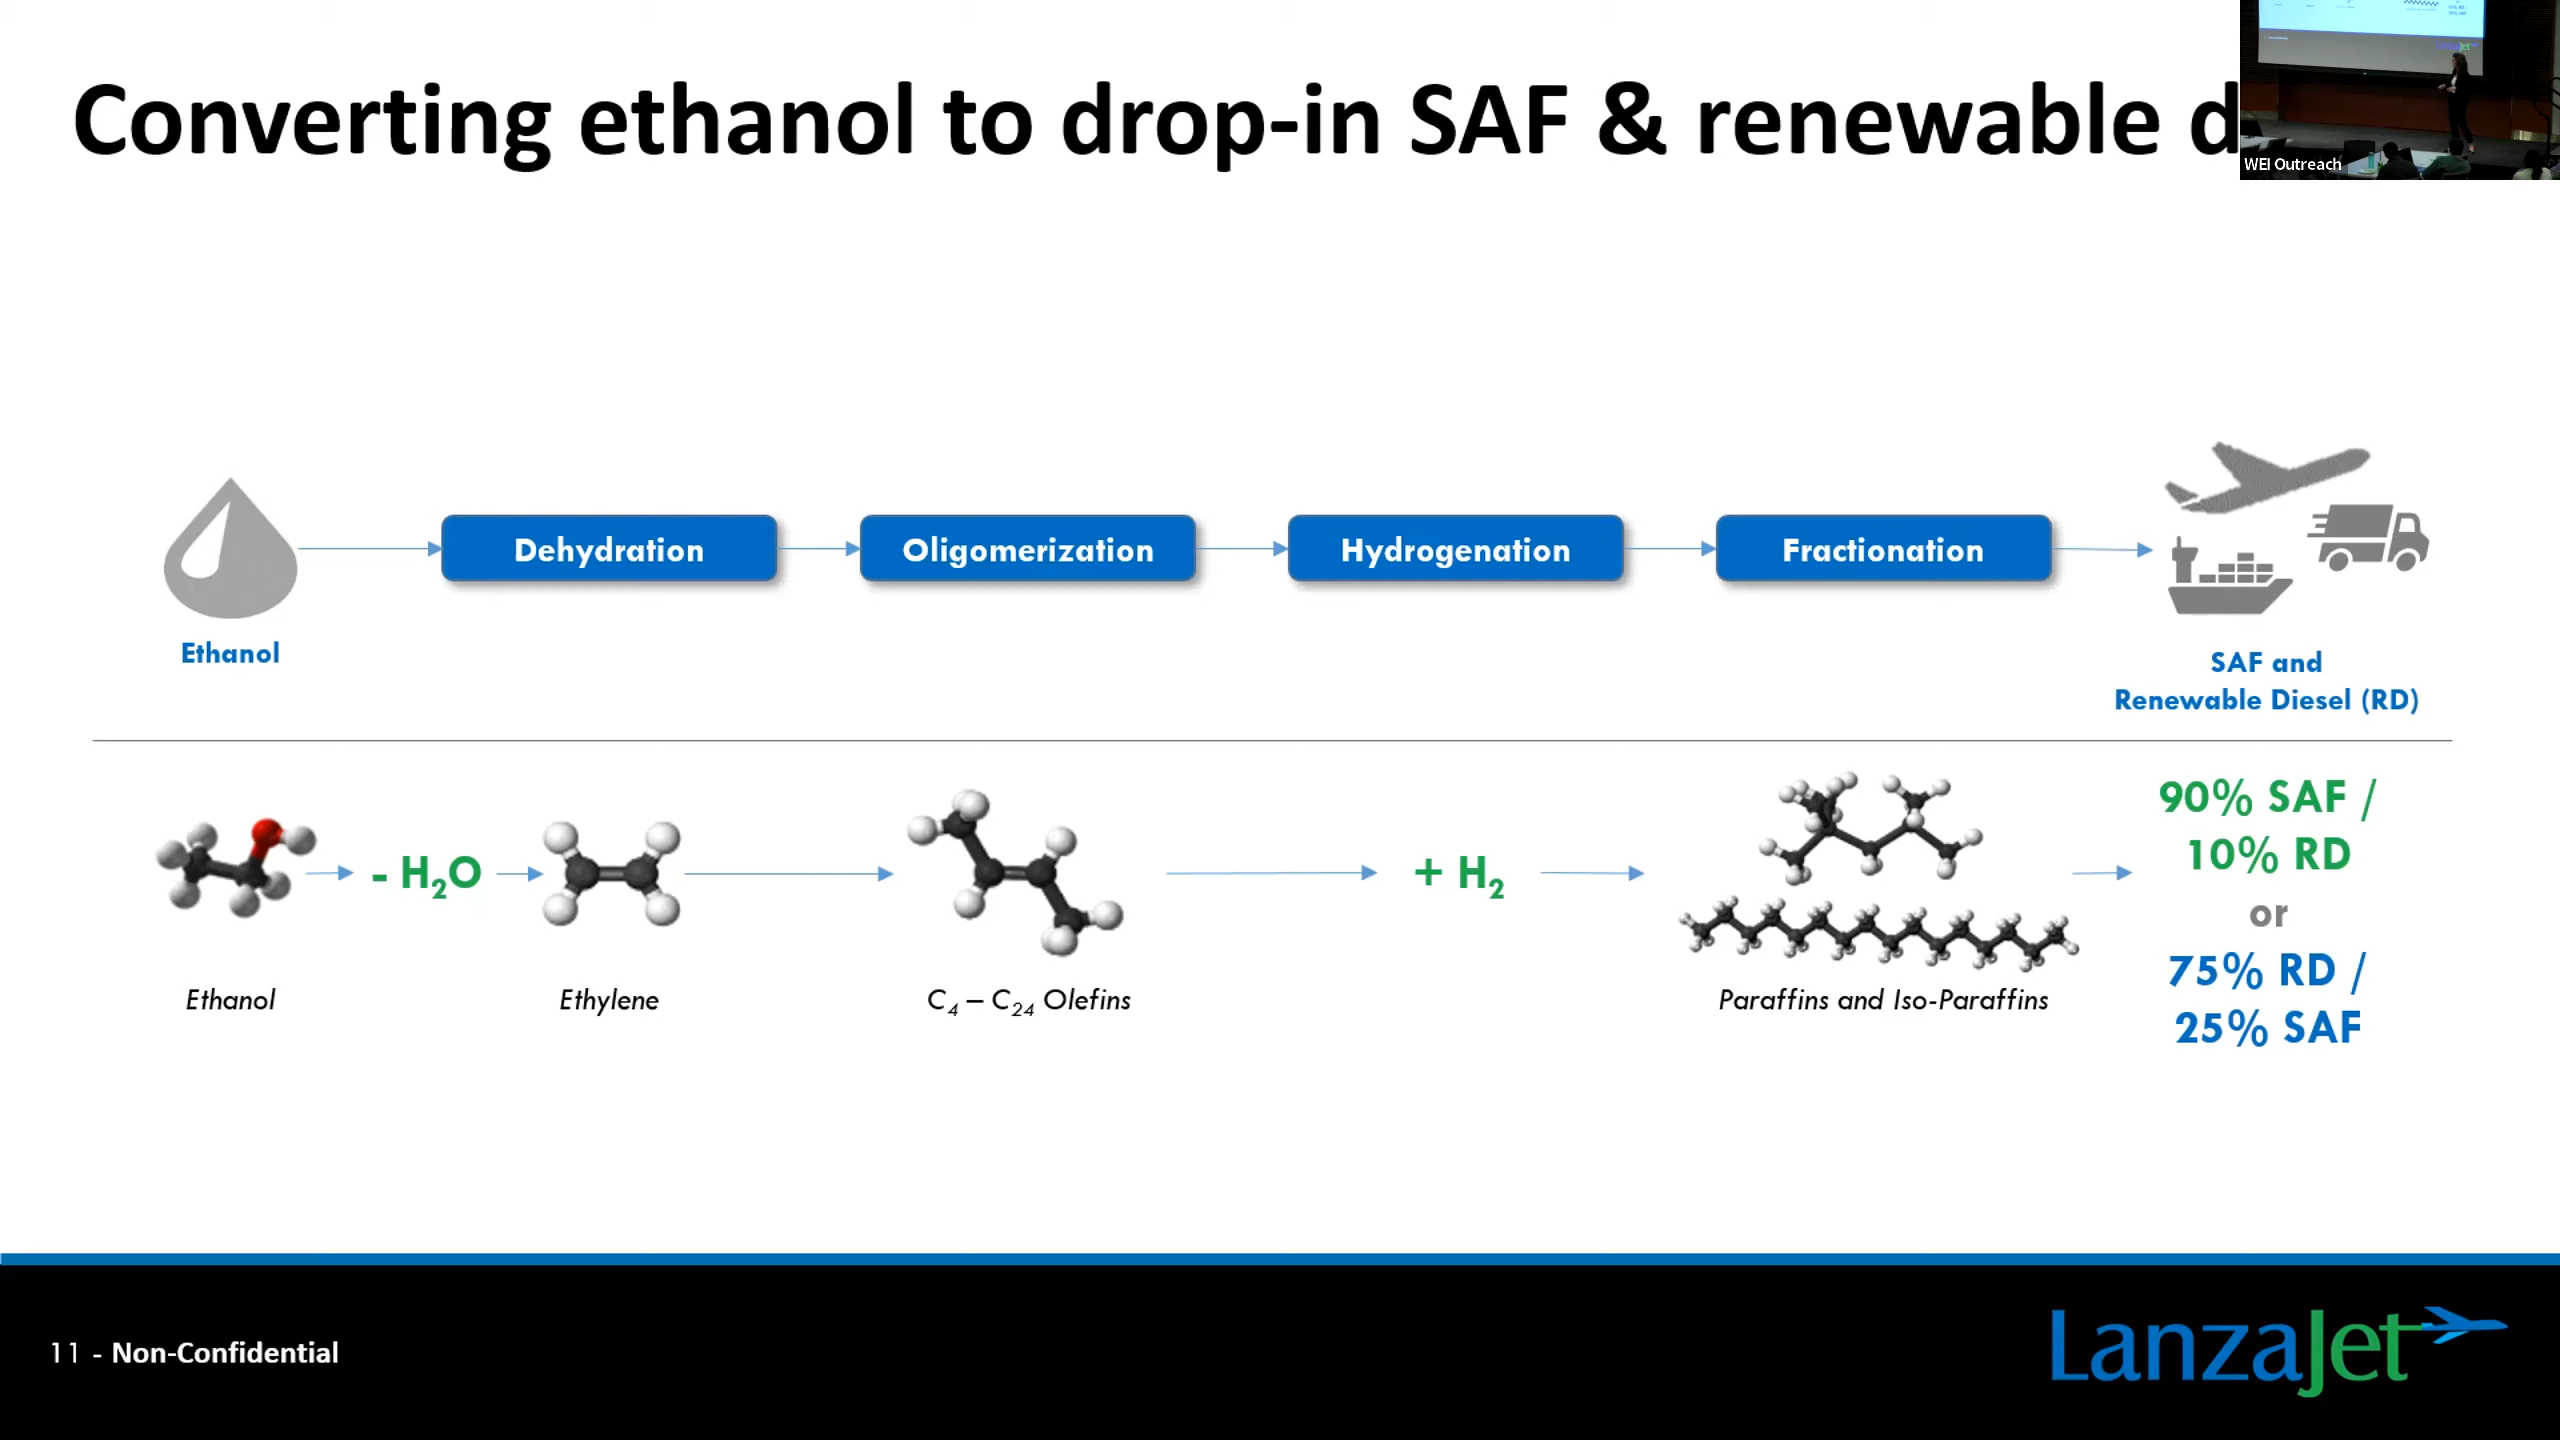 Converting ethanol to drop-in SAF & renewable d
WEI Outreach
Dehydration
Oligomerization
Hydrogenation
Fractionation
Ethanol
SAF and
Renewable Diesel (RD)
- H₂O
+ H₂
90% SAF /
10% RD
or
75% RD /
25% SAF
Ethanol
Ethylene
C₄ – C₂₄ Olefins
Paraffins and Iso-Paraffins
11 - Non-Confidential
LanzaJet